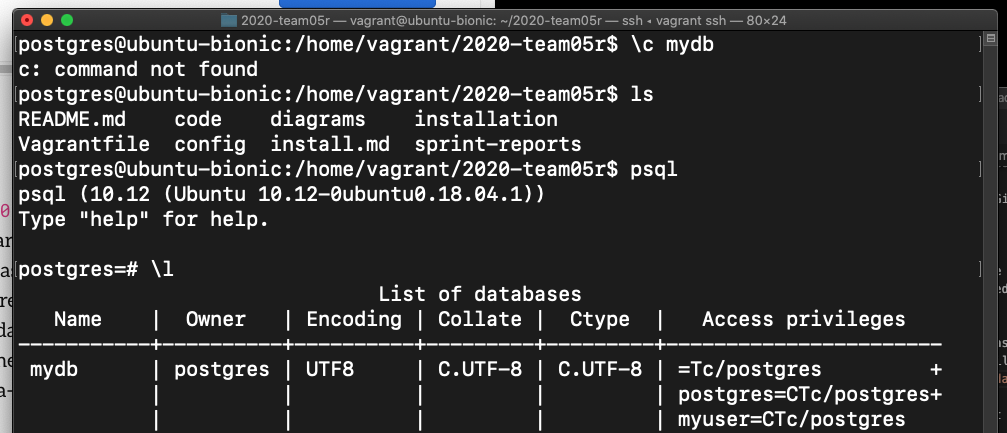 2020-team05r — vagrant@ubuntu-bionic: ~/2020-team05r — ssh ◂ vagrant ssh — 80×24
[postgres@ubuntu-bionic:/home/vagrant/2020-team05r$ \c mydb ]
c: command not found
[postgres@ubuntu-bionic:/home/vagrant/2020-team05r$ ls ]
README.md    code     diagrams    installation
Vagrantfile  config   install.md  sprint-reports
[postgres@ubuntu-bionic:/home/vagrant/2020-team05r$ psql ]
psql (10.12 (Ubuntu 10.12-0ubuntu0.18.04.1))
Type "help" for help.
[postgres=# \l ]
List of databases
Name | Owner | Encoding | Collate | Ctype | Access privileges
-----------+----------+----------+---------+---------+-----------------------
mydb | postgres | UTF8 | C.UTF-8 | C.UTF-8 | =Tc/postgres +
| | | | | postgres=CTc/postgres+
| | | | | myuser=CTc/postgres